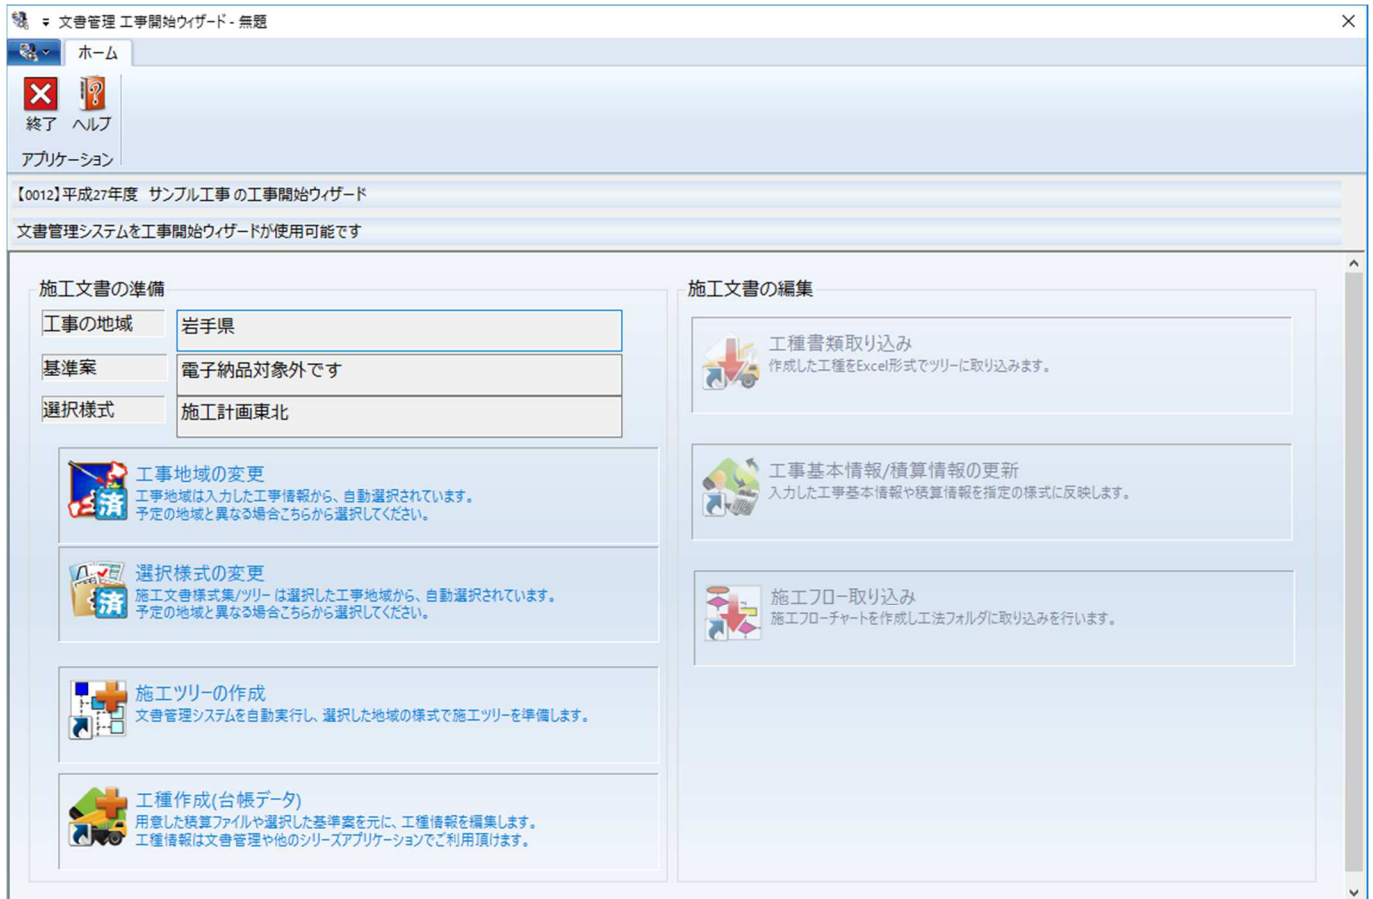 文書管理 工事開始ウィザード - 無題
ホーム
終了 ヘルプ
アプリケーション
【0012】平成27年度 サンプル工事 の工事開始ウィザード
文書管理システムを工事開始ウィザードが使用可能です
施工文書の準備
工事の地域 岩手県
基準案 電子納品対象外です
選択様式 施工計画東北
済
工事地域の変更
工事地域は入力した工事情報から、自動選択されています。
予定の地域と異なる場合こちらから選択してください。
済
選択様式の変更
施工文書様式集/ツリー は選択した工事地域から、自動選択されています。
予定の地域と異なる場合こちらから選択してください。
施工ツリーの作成
文書管理システムを自動実行し、選択した地域の様式で施工ツリーを準備します。
工種作成(台帳データ)
用意した積算ファイルや選択した基準案を元に、工種情報を編集します。
工種情報は文書管理や他のシリーズアプリケーションでご利用頂けます。
施工文書の編集
工種書類取り込み
作成した工種をExcel形式でツリーに取り込みます。
工事基本情報/積算情報の更新
入力した工事基本情報や積算情報を指定の様式に反映します。
施工フロー取り込み
施工フローチャートを作成し工法フォルダに取り込みを行います。